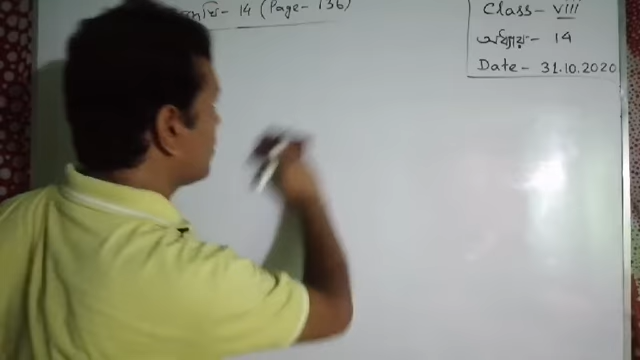 14 (Page- 136)
Class- viii
অধ্যায়- 14
Date- 31.10.2020